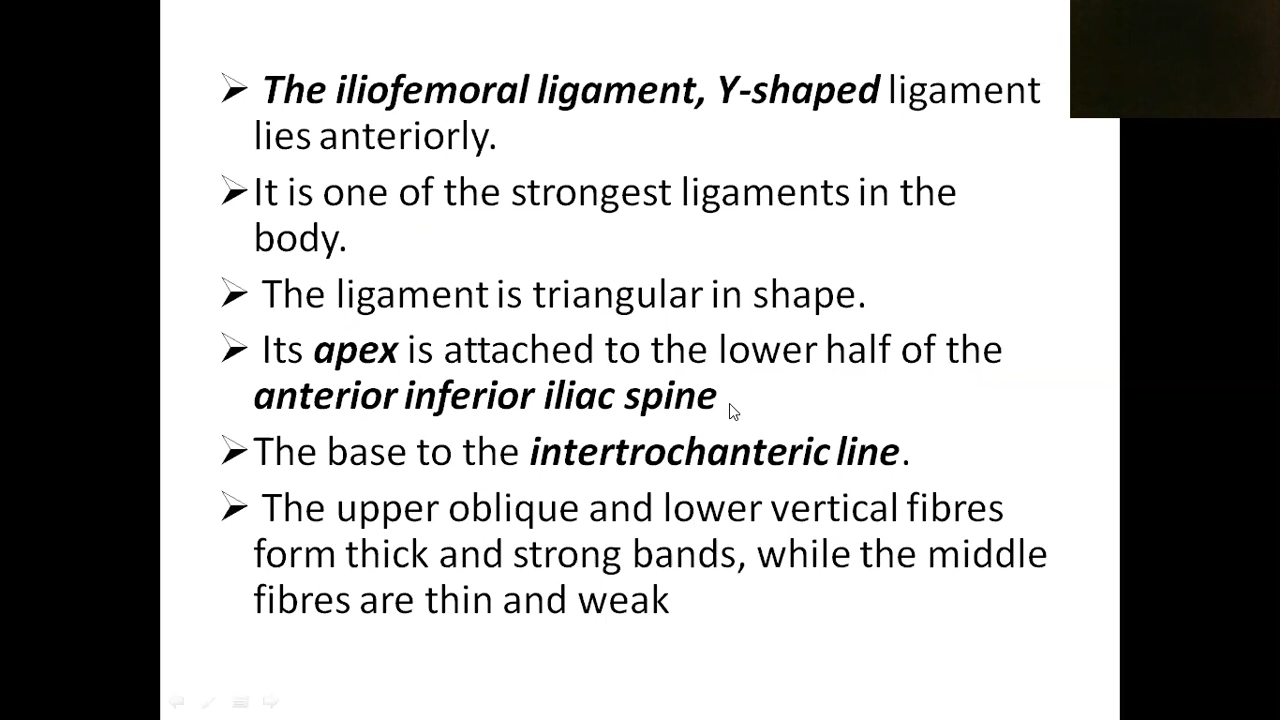 ➢ The iliofemoral ligament, Y-shaped ligament
lies anteriorly.
➢ It is one of the strongest ligaments in the
body.
➢ The ligament is triangular in shape.
➢ Its apex is attached to the lower half of the
anterior inferior iliac spine
➢ The base to the intertrochanteric line.
➢ The upper oblique and lower vertical fibres
form thick and strong bands, while the middle
fibres are thin and weak